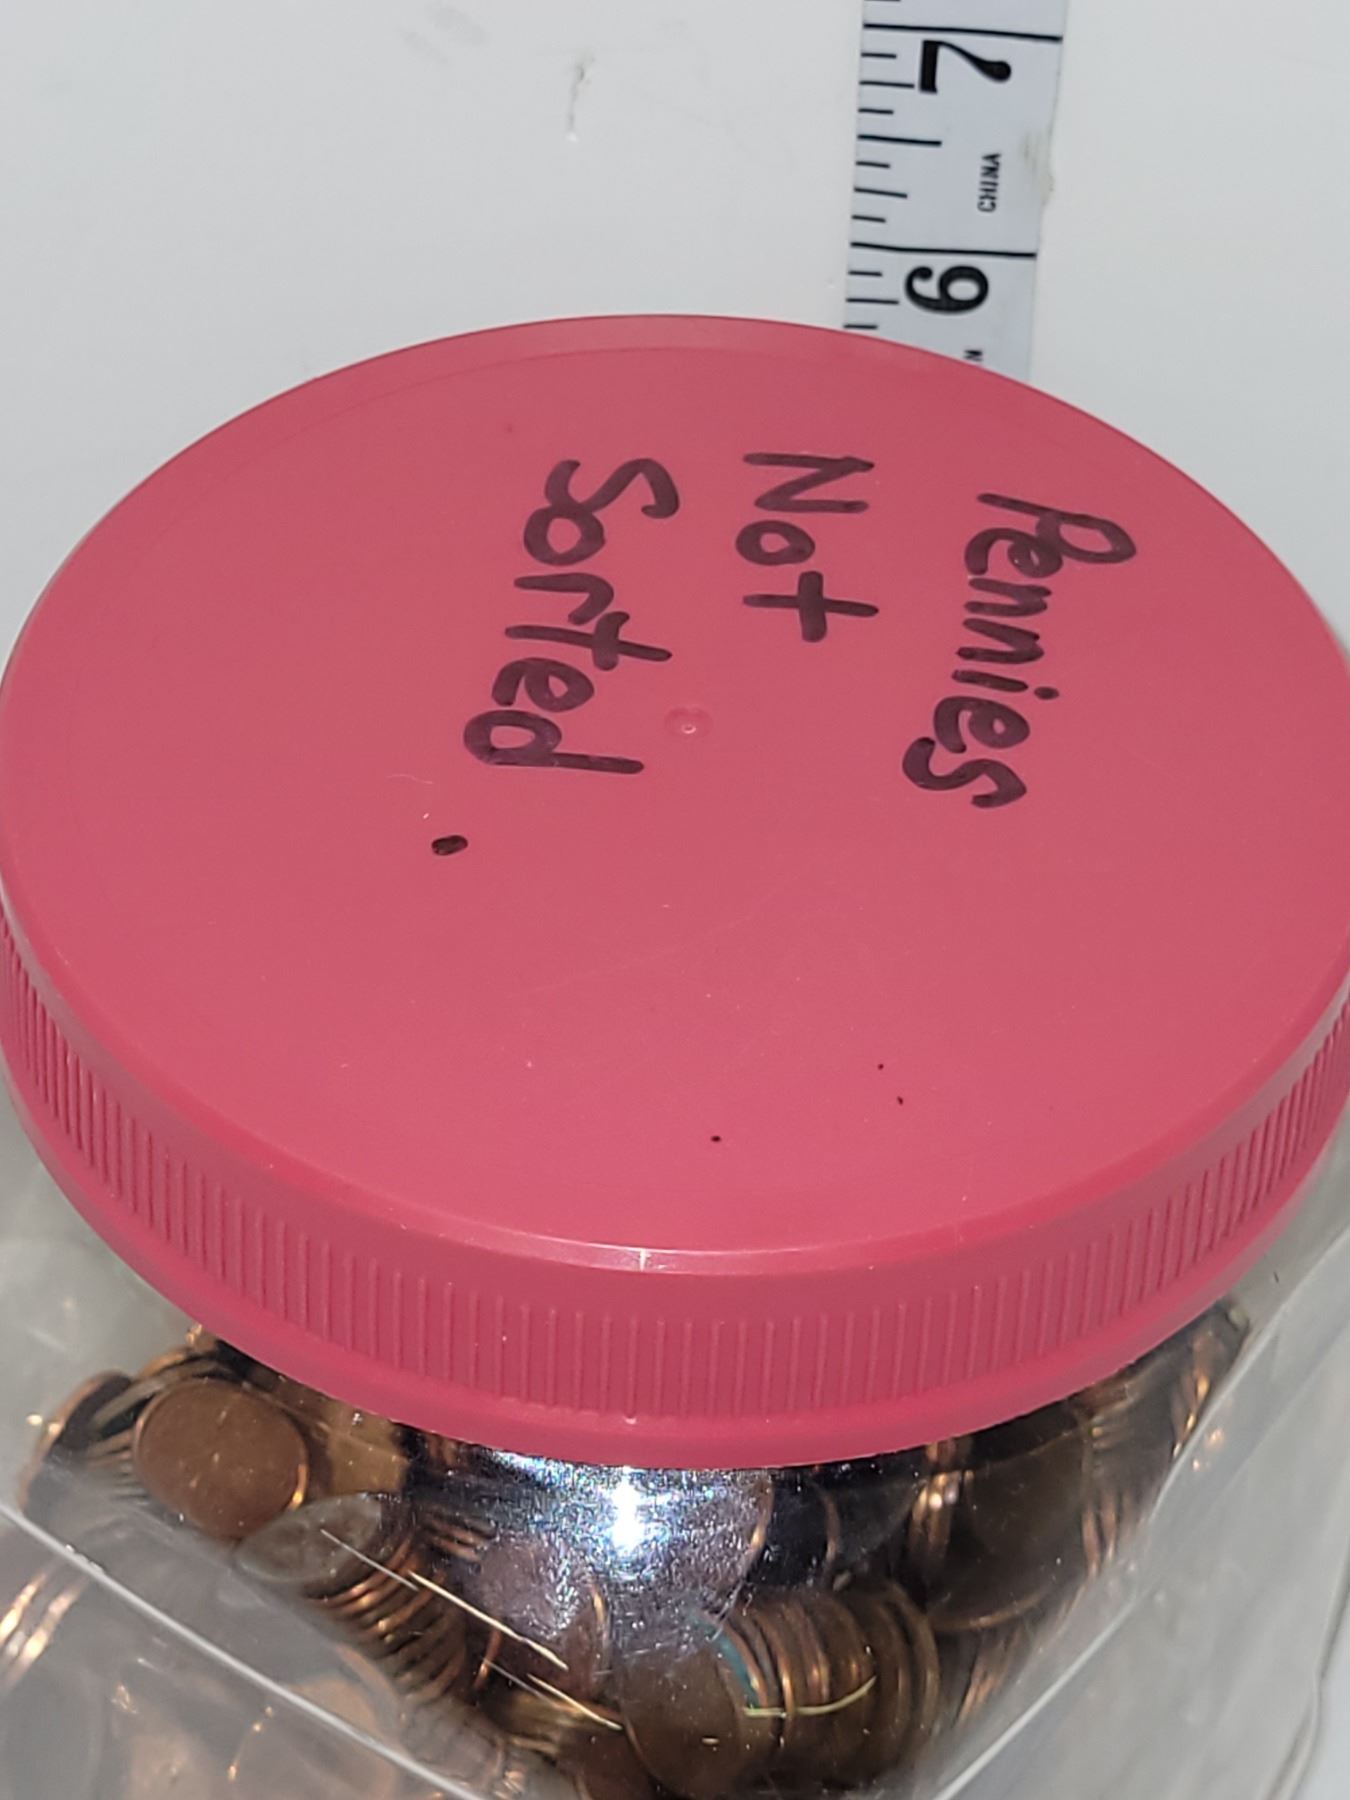 Pennies
Not
Sorted
7
CHINA
6